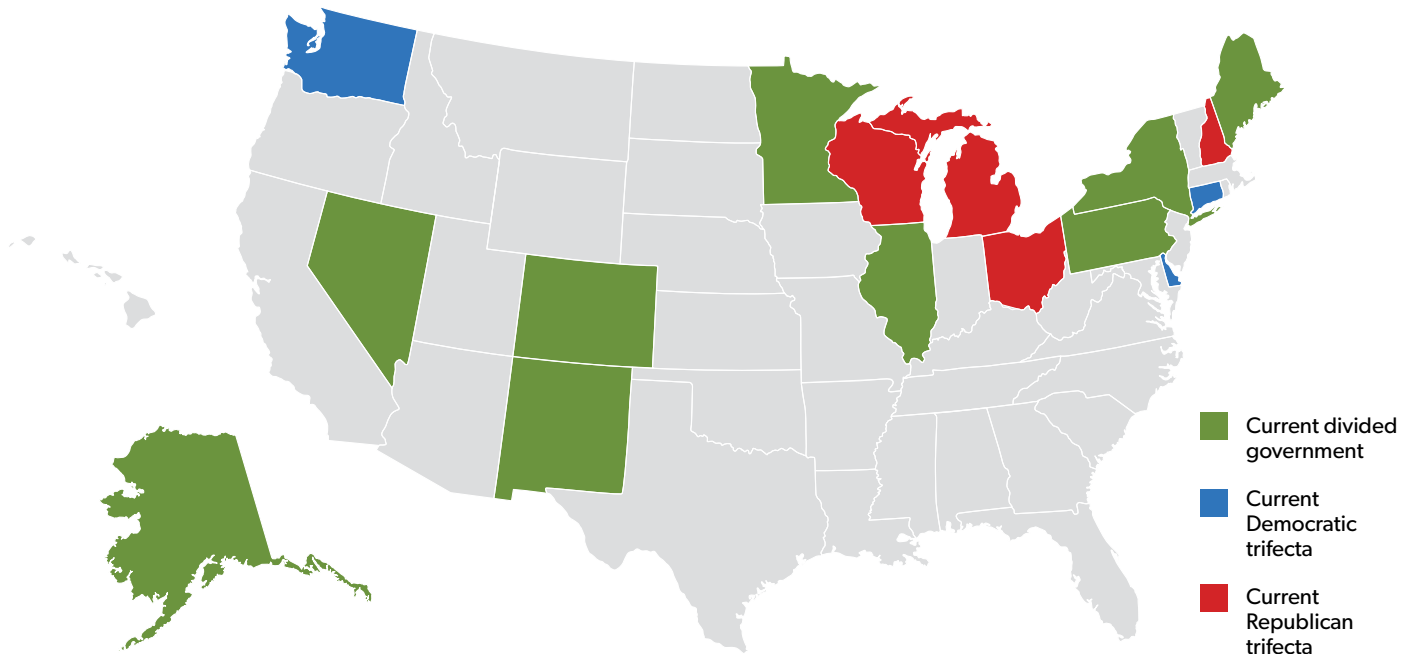 Current divided
government
Current
Democratic
trifecta
Current
Republican
trifecta